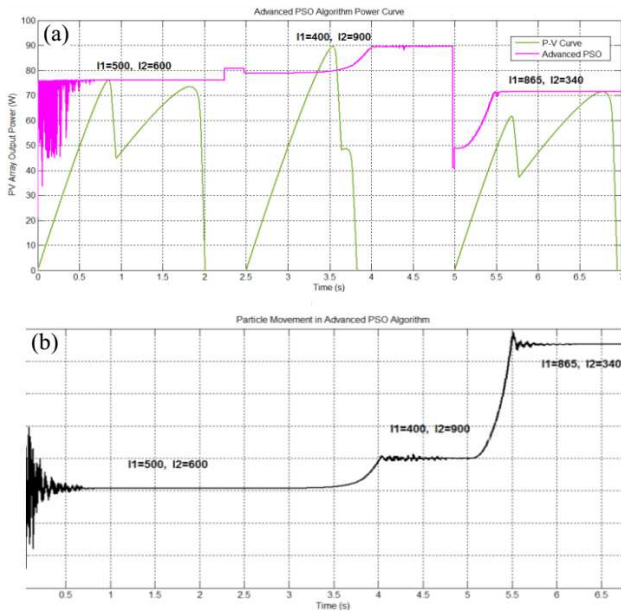 Advanced PSO Algorithm Power Curve
(a)
I1=400, I2=900
I1=500, I2=600
I1=865, I2=340
P-V Curve
Advanced PSO
PV Array Output Power (W)
100
90
80
70
60
50
40
30
20
10
0
0 0.5 1 1.5 2 2.5 3 3.5 4 4.5 5 5.5 6 6.5 7
Time (s)
Particle Movement in Advanced PSO Algorithm
(b)
I1=865, I2=340
I1=400, I2=900
I1=500, I2=600
0.5 1 1.5 2 2.5 3 3.5 4 4.5 5 5.5 6 6.5
Time (s)